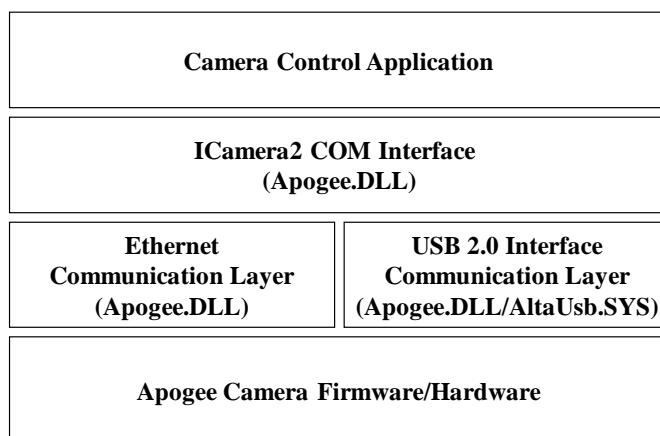 Camera Control Application
ICamera2 COM Interface
(Apogee.DLL)
Ethernet
Communication Layer
(Apogee.DLL)
USB 2.0 Interface
Communication Layer
(Apogee.DLL/AltaUsb.SYS)
Apogee Camera Firmware/Hardware